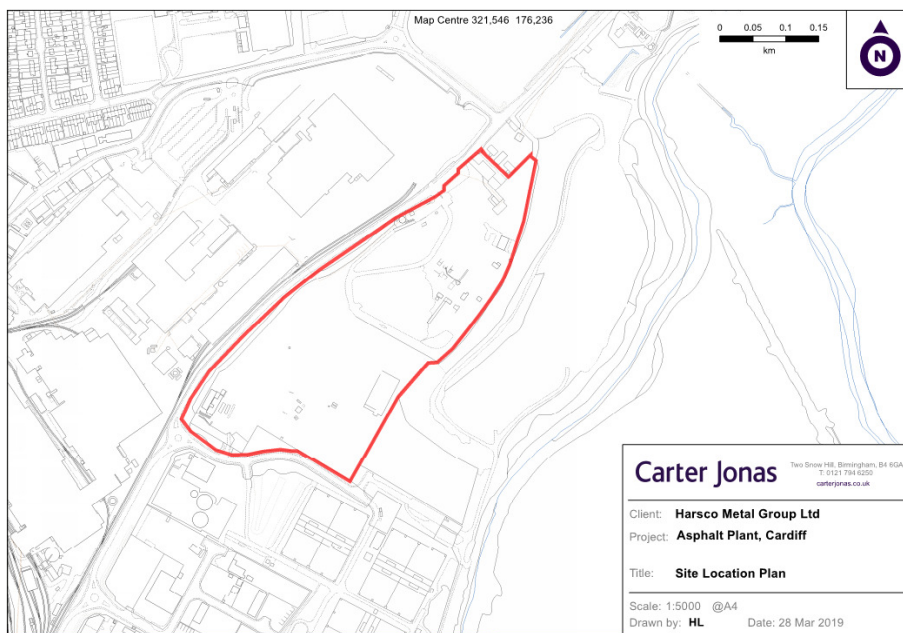 Map Centre 321,546 176,236
0 0.05 0.1 0.15
km
N
Carter Jonas
Two Snow Hill, Birmingham, B4 6GA
T: 0121 794 6250
carterjonas.co.uk
Client: Harsco Metal Group Ltd
Project: Asphalt Plant, Cardiff
Title: Site Location Plan
Scale: 1:5000 @A4
Drawn by: HL Date: 28 Mar 2019